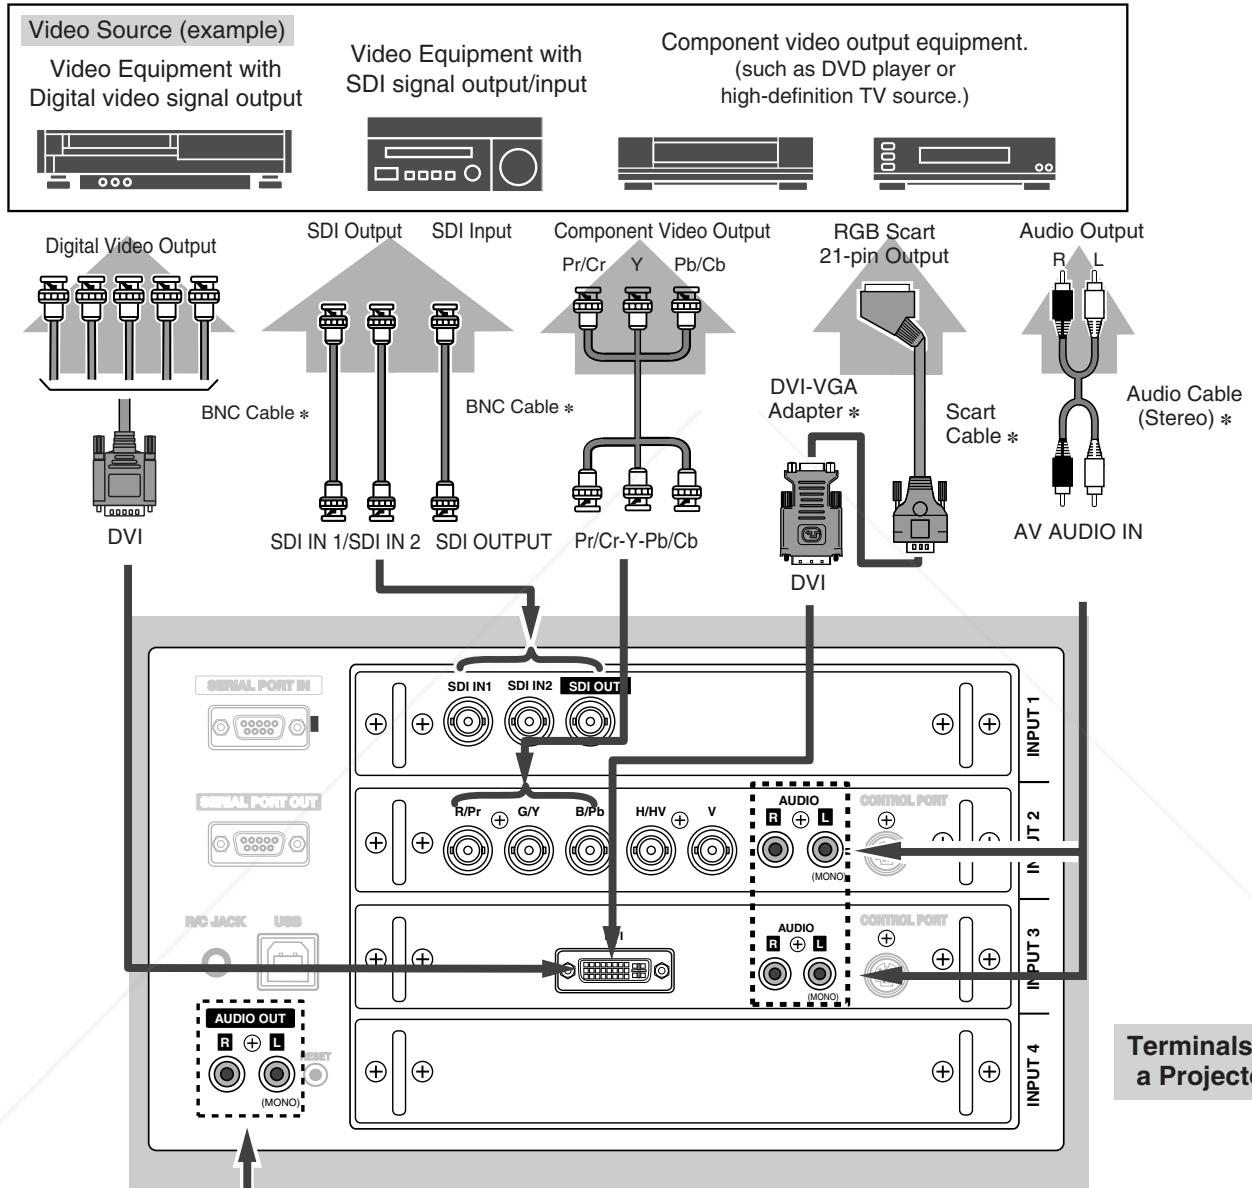 Video Source (example)
Video Equipment with
Digital video signal output
Video Equipment with
SDI signal output/input
Component video output equipment.
(such as DVD player or
high-definition TV source.)
Digital Video Output
SDI Output
SDI Input
Component Video Output
Pr/Cr
Y
Pb/Cb
RGB Scart
21-pin Output
Audio Output
R
L
BNC Cable *
BNC Cable *
DVI-VGA
Adapter *
Scart
Cable *
Audio Cable
(Stereo) *
DVI
SDI IN 1/SDI IN 2
SDI OUTPUT
Pr/Cr-Y-Pb/Cb
DVI
AV AUDIO IN
SERIAL PORT IN
SDI IN1
SDI IN2
SDI OUT
INPUT 1
SERIAL PORT OUT
R/Pr
G/Y
B/Pb
H/HV
V
AUDIO
R
L
(MONO)
CONTROL PORT
R/C JACK
USB
AUDIO
R
L
(MONO)
CONTROL PORT
INPUT 3
AUDIO OUT
R
L
(MONO)
RESET
INPUT 4
Terminals